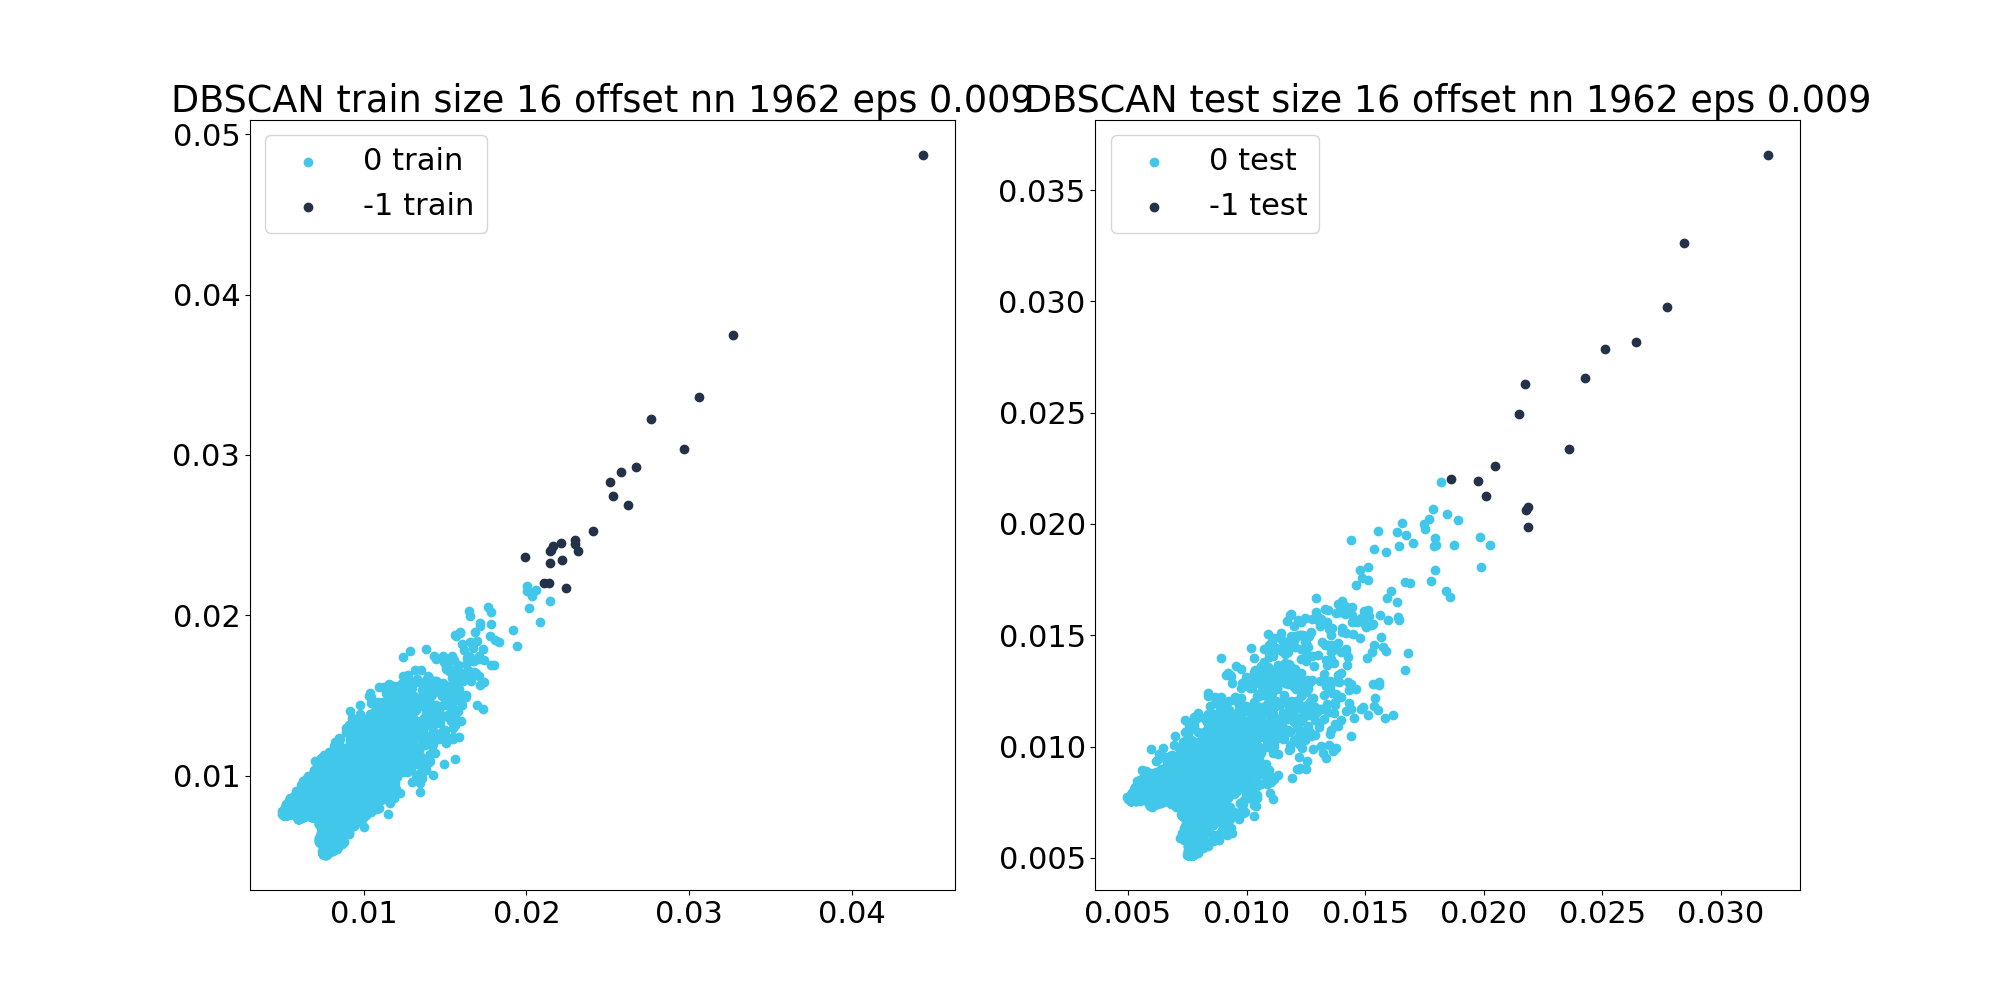 DBSCAN train size 16 offset nn 1962 eps 0.009
0.05
0.04
0.03
0.02
0.01
0 train
-1 train
0.01 0.02 0.03 0.04
DBSCAN test size 16 offset nn 1962 eps 0.009
0.035
0.030
0.025
0.020
0.015
0.010
0.005
0 test
-1 test
0.005 0.010 0.015 0.020 0.025 0.030